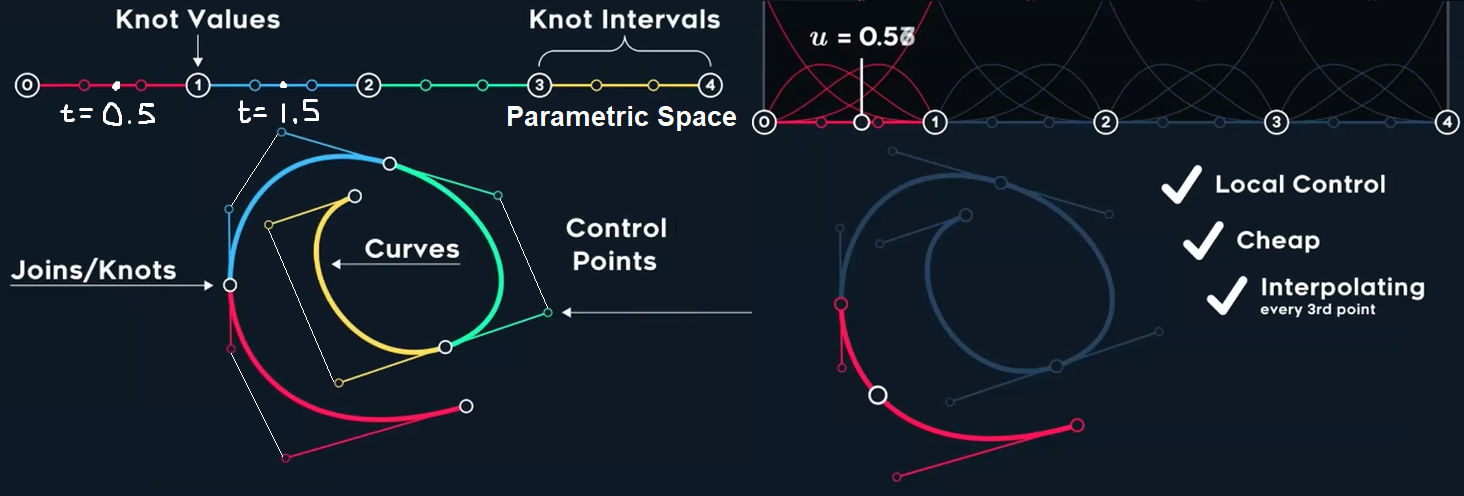 Knot Values
Knot Intervals
0 1 2 3 4
t= 0.5
t= 1.5
Parametric Space
Joins/Knots
Curves
Control
Points
u = 0.5
0 1 2 3 4
Local Control
Cheap
Interpolating
every 3rd point